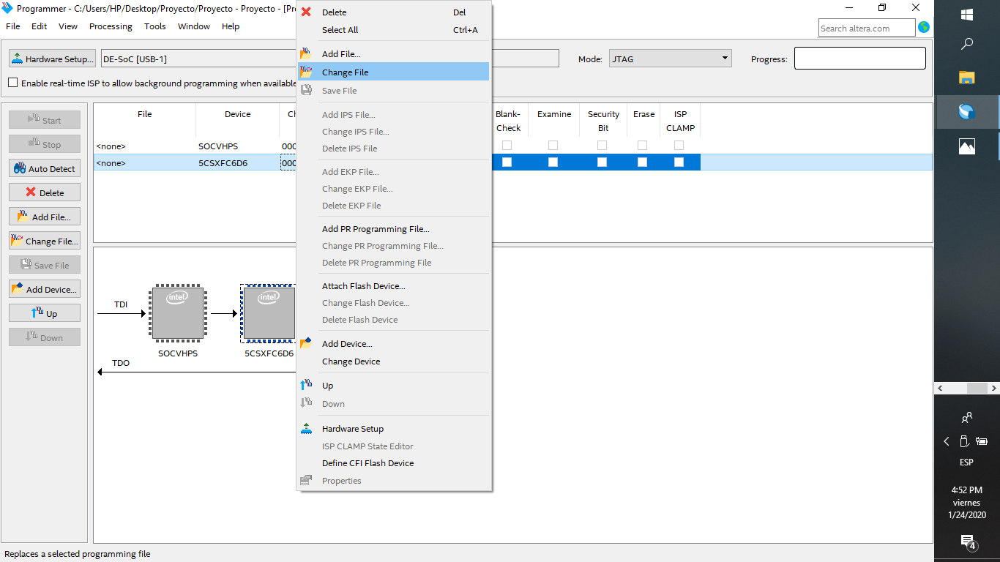 Programmer - C:/Users/HP/Desktop/Proyecto/Proyecto - Proyecto - [Pro
File Edit View Processing Tools Window Help
Search altera.com
Hardware Setup... DE-SoC [USB-1] Mode: JTAG Progress:
Enable real-time ISP to allow background programming when available
Start
Stop
Auto Detect
Delete
Add File...
Change File...
Save File
Add Device...
Up
Down
File Device Ch Blank-Check Examine Security Bit Erase ISP CLAMP
<none> SOCVHPS 000
<none> 5CSXFC6D6 000
TDI
intel
intel
SOCVHPS
5CSXFC6D6
TDO
Delete Del
Select All Ctrl+A
Add File...
Change File
Save File
Add IPS File...
Change IPS File...
Delete IPS File
Add EKP File...
Change EKP File...
Delete EKP File
Add PR Programming File...
Change PR Programming File...
Delete PR Programming File
Attach Flash Device...
Change Flash Device...
Delete Flash Device
Add Device...
Change Device
Up
Down
Hardware Setup
ISP CLAMP State Editor
Define CFI Flash Device
Properties
Replaces a selected programming file
ESP
4:52 PM
viernes
1/24/2020
4